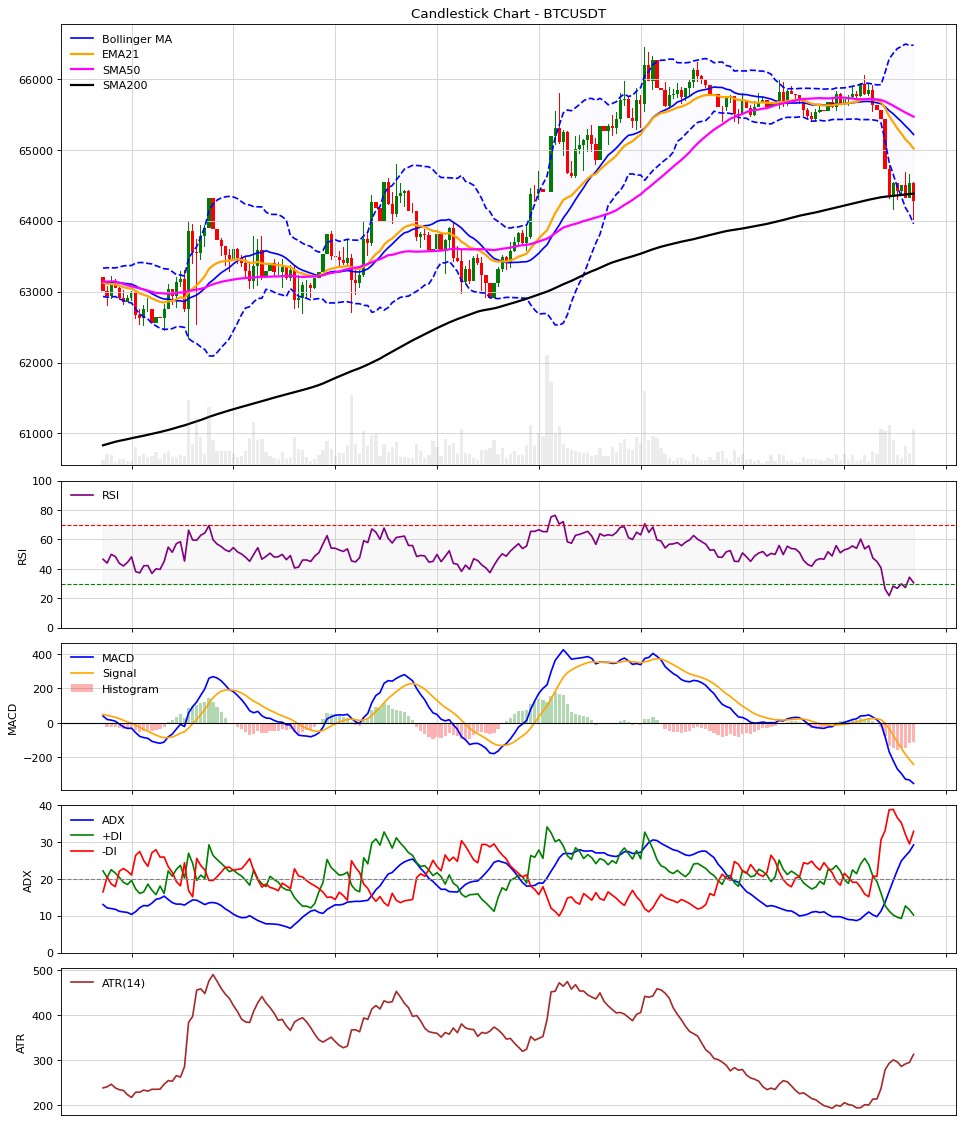 Candlestick Chart - BTCUSDT
Bollinger MA
EMA21
SMA50
SMA200
66000
65000
64000
63000
62000
61000
RSI
RSI
100
80
60
40
20
0
MACD
Signal
Histogram
MACD
400
200
0
−200
ADX
+DI
-DI
ADX
40
30
20
10
0
ATR(14)
ATR
500
400
300
200